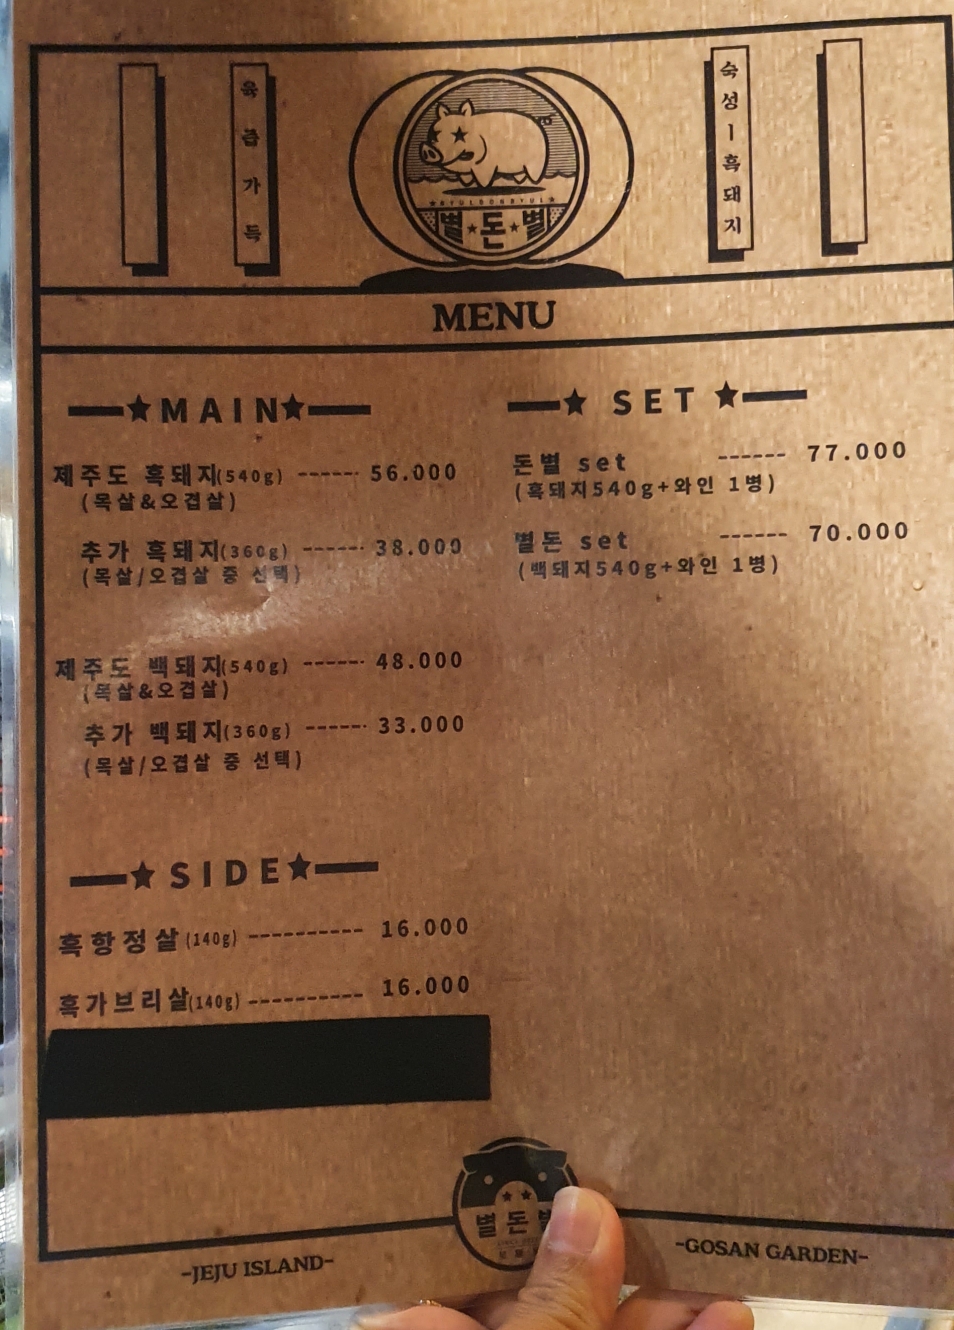 육즙가득
숙성-흑돼지
BYULDONBYUL
별★돈★별
MENU
★MAIN★
제주도 흑돼지(540g) ------ 56.000
(목살&오겹살)
추가 흑돼지(360g) ------ 38.000
(목살/오겹살 중 선택)
제주도 백돼지(540g) ------ 48.000
(목살&오겹살)
추가 백돼지(360g) ------ 33.000
(목살/오겹살 중 선택)
★ SET ★
돈별 set ------ 77.000
(흑돼지540g+와인 1병)
별돈 set ------ 70.000
(백돼지540g+와인 1병)
★SIDE★
흑항정살(140g) ---------- 16.000
흑가브리살(140g) ---------- 16.000
별돈
-JEJU ISLAND-
-GOSAN GARDEN-